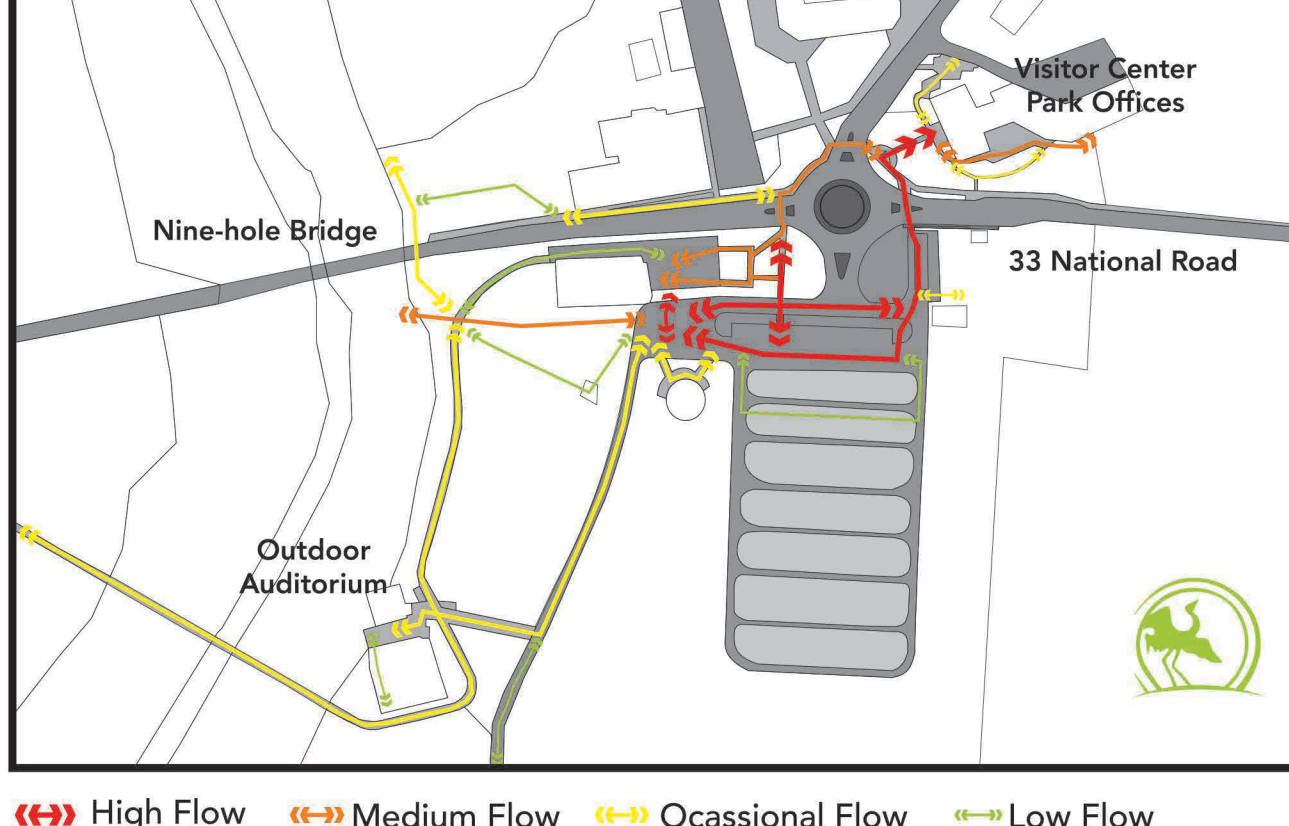 Visitor Center
Park Offices
Nine-hole Bridge
33 National Road
Outdoor
Auditorium
High Flow
Medium Flow
Ocassional Flow
Low Flow